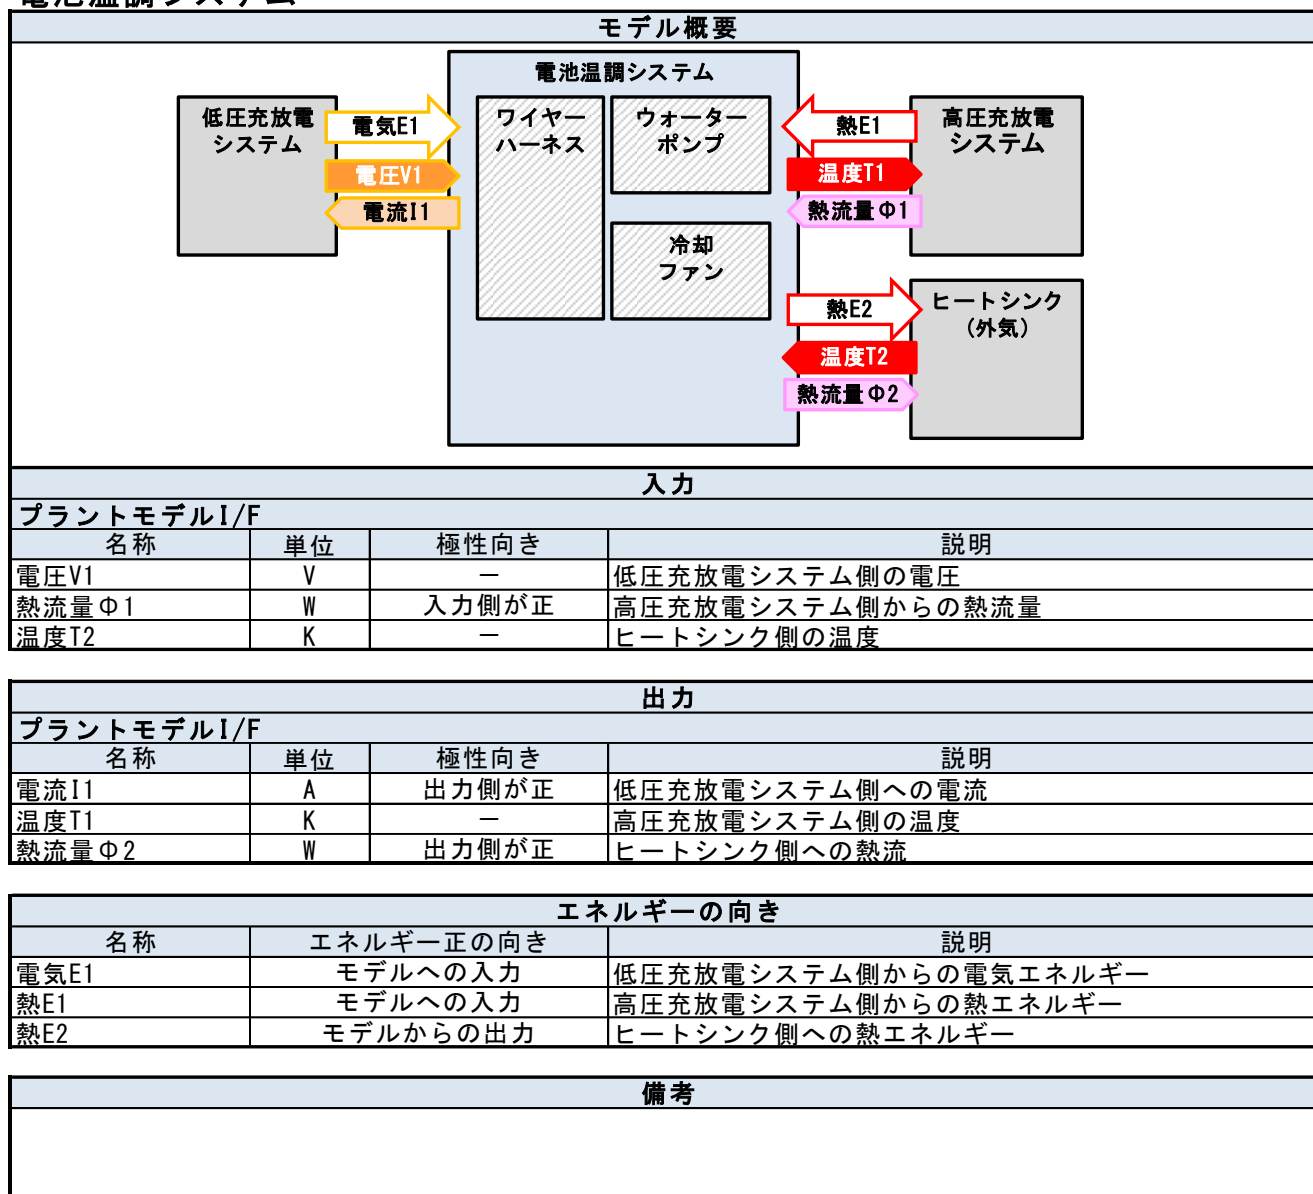 電池温調システム
モデル概要
電池温調システム
低圧充放電
システム
電気E1
電圧V1
電流I1
ワイヤー
ハーネス
ウォーター
ポンプ
冷却
ファン
熱E1
温度T1
熱流量Φ1
高圧充放電
システム
熱E2
温度T2
熱流量Φ2
ヒートシンク
(外気)
入力
プラントモデルI/F
名称 単位 極性向き 説明
電圧V1 V － 低圧充放電システム側の電圧
熱流量Φ1 W 入力側が正 高圧充放電システム側からの熱流量
温度T2 K － ヒートシンク側の温度
出力
プラントモデルI/F
名称 単位 極性向き 説明
電流I1 A 出力側が正 低圧充放電システム側への電流
温度T1 K － 高圧充放電システム側の温度
熱流量Φ2 W 出力側が正 ヒートシンク側への熱流
エネルギーの向き
名称 エネルギー正の向き 説明
電気E1 モデルへの入力 低圧充放電システム側からの電気エネルギー
熱E1 モデルへの入力 高圧充放電システム側からの熱エネルギー
熱E2 モデルからの出力 ヒートシンク側への熱エネルギー
備考